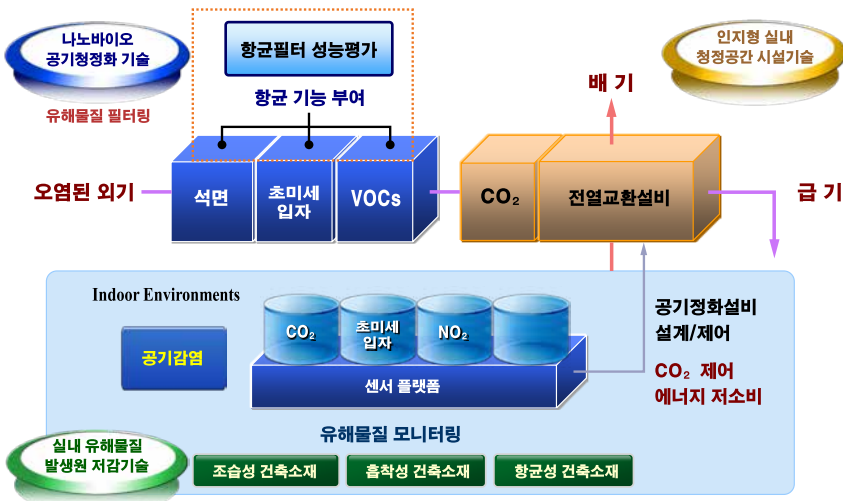 나노바이오
공기청정화 기술
유해물질 필터링
항균필터 성능평가
항균 기능 부여
인지형 실내
청정공간 시설기술
배 기
오염된 외기
석면
초미세
입자
VOCs
CO₂
전열교환설비
급 기
Indoor Environments
공기감염
CO₂
초미세
입자
NO₂
센서 플랫폼
공기정화설비
설계/제어
CO₂ 제어
에너지 저소비
유해물질 모니터링
실내 유해물질
발생원 저감기술
조습성 건축소재
흡착성 건축소재
항균성 건축소재